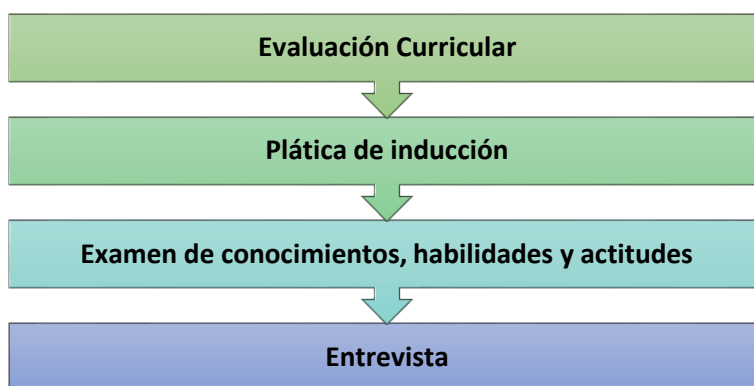 Evaluación Curricular
Plática de inducción
Examen de conocimientos, habilidades y actitudes
Entrevista